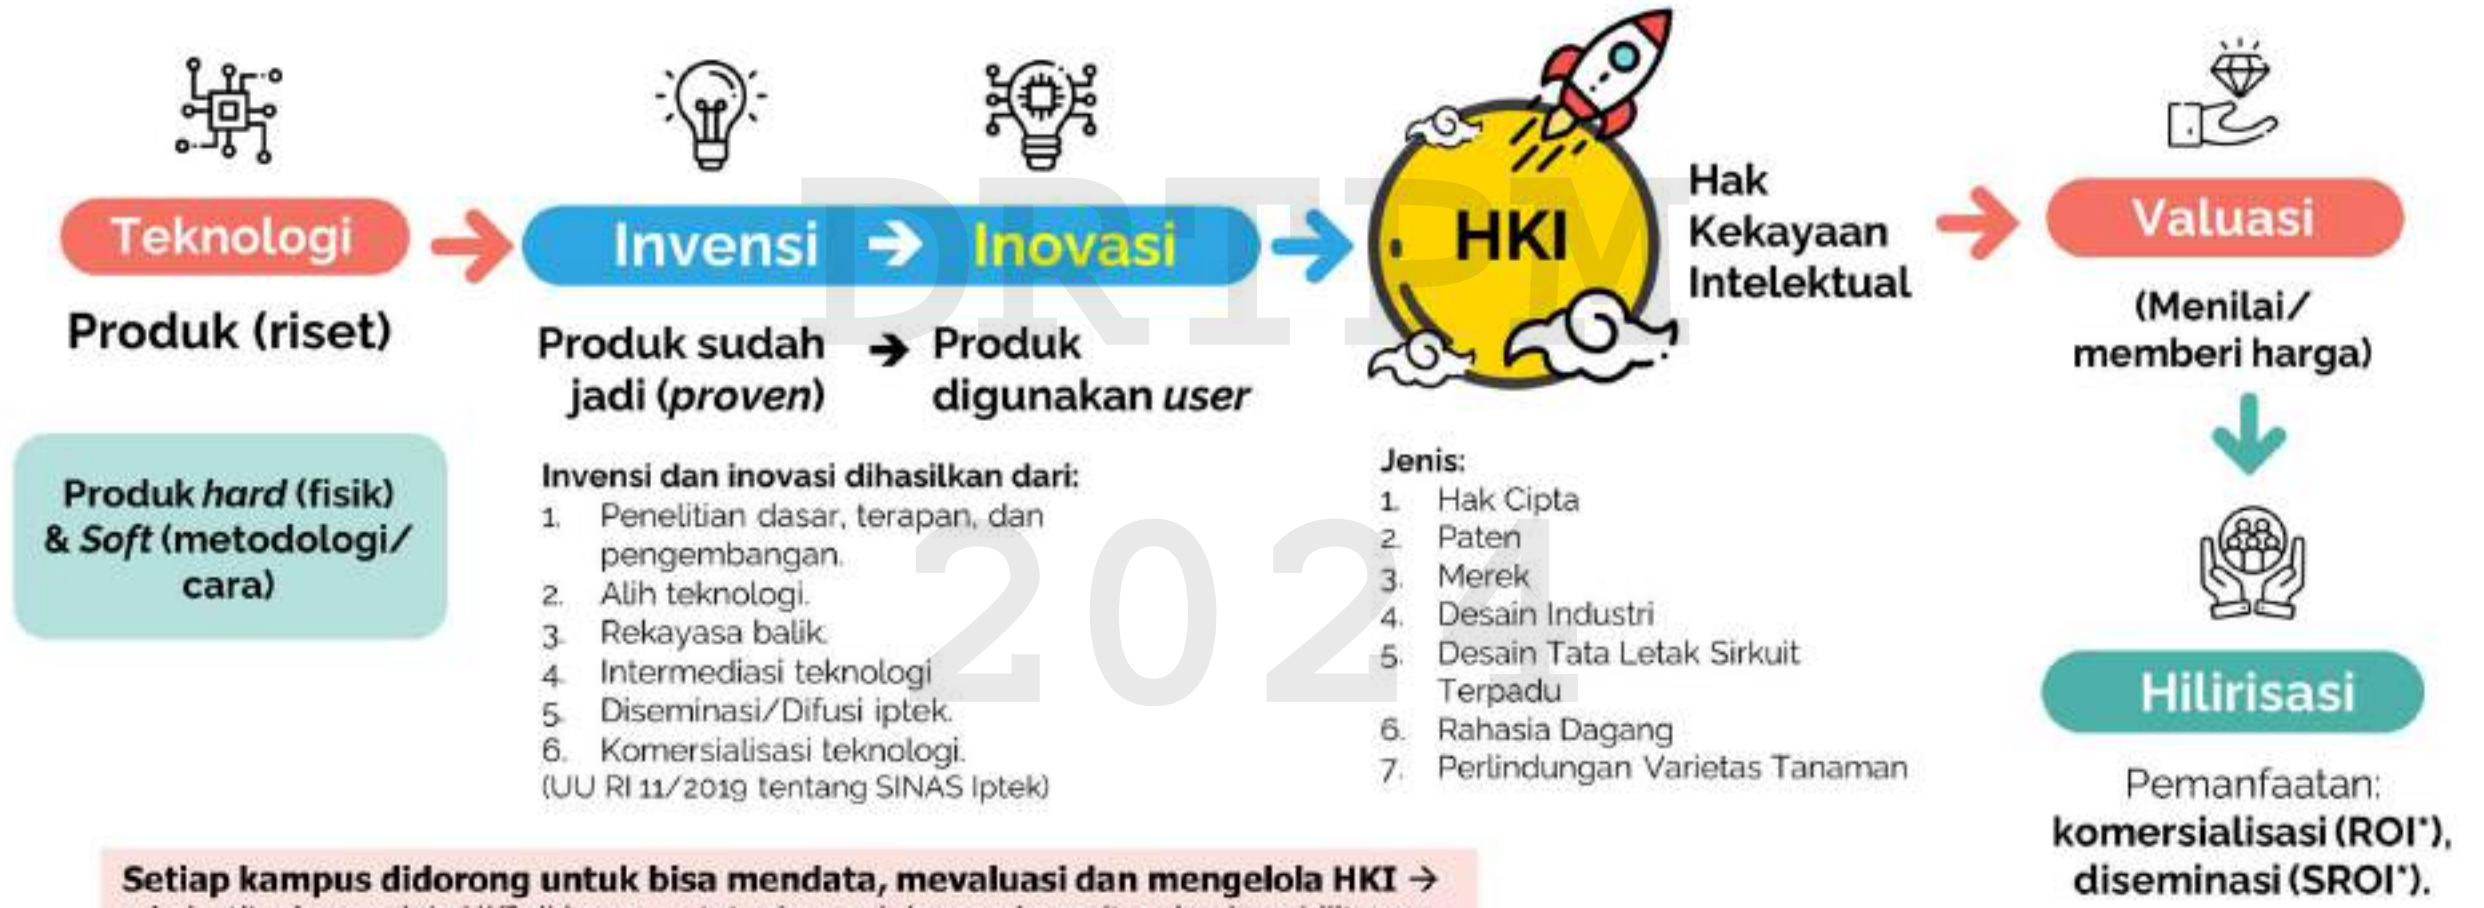 Teknologi
Produk (riset)
Produk hard (fisik)
& Soft (metodologi/
cara)
Invensi → Inovasi
Produk sudah
jadi (proven)
→ Produk
digunakan user
Invensi dan inovasi dihasilkan dari:
1. Penelitian dasar, terapan, dan
pengembangan.
2. Alih teknologi.
3. Rekayasa balik.
4. Intermediasi teknologi
5. Diseminasi/Difusi iptek.
6. Komersialisasi teknologi.
(UU RI 11/2019 tentang SINAS Iptek)
HKI
Hak
Kekayaan
Intelektual
Jenis:
1. Hak Cipta
2. Paten
3. Merek
4. Desain Industri
5. Desain Tata Letak Sirkuit
Terpadu
6. Rahasia Dagang
7. Perlindungan Varietas Tanaman
Valuasi
(Menilai/
memberi harga)
Hilirisasi
Pemanfaatan:
komersialisasi (ROI*),
diseminasi (SROI*).
Setiap kampus didorong untuk bisa mendata, mevaluasi dan mengelola HKI →
DRTPM
2024